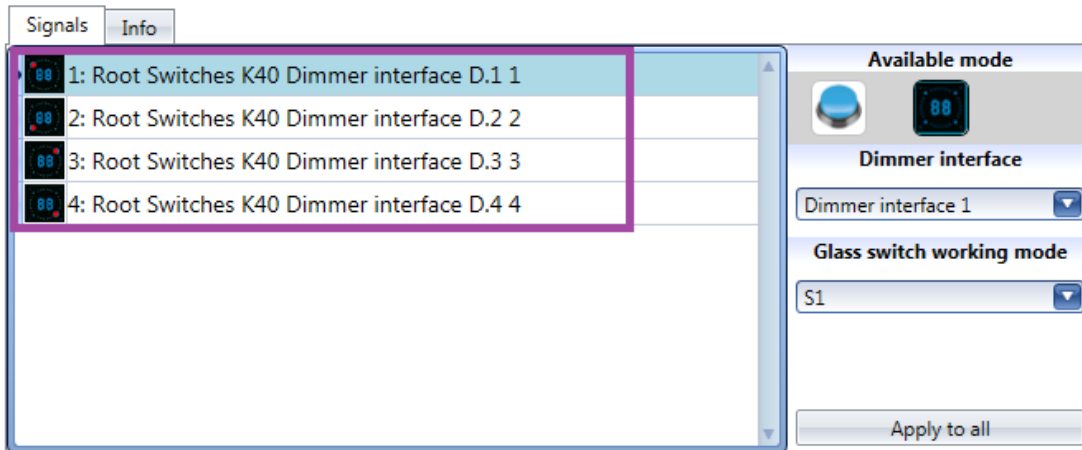 Signals
Info
1: Root Switches K40 Dimmer interface D.1 1
2: Root Switches K40 Dimmer interface D.2 2
3: Root Switches K40 Dimmer interface D.3 3
4: Root Switches K40 Dimmer interface D.4 4
Available mode
88
Dimmer interface
Dimmer interface 1
Glass switch working mode
S1
Apply to all